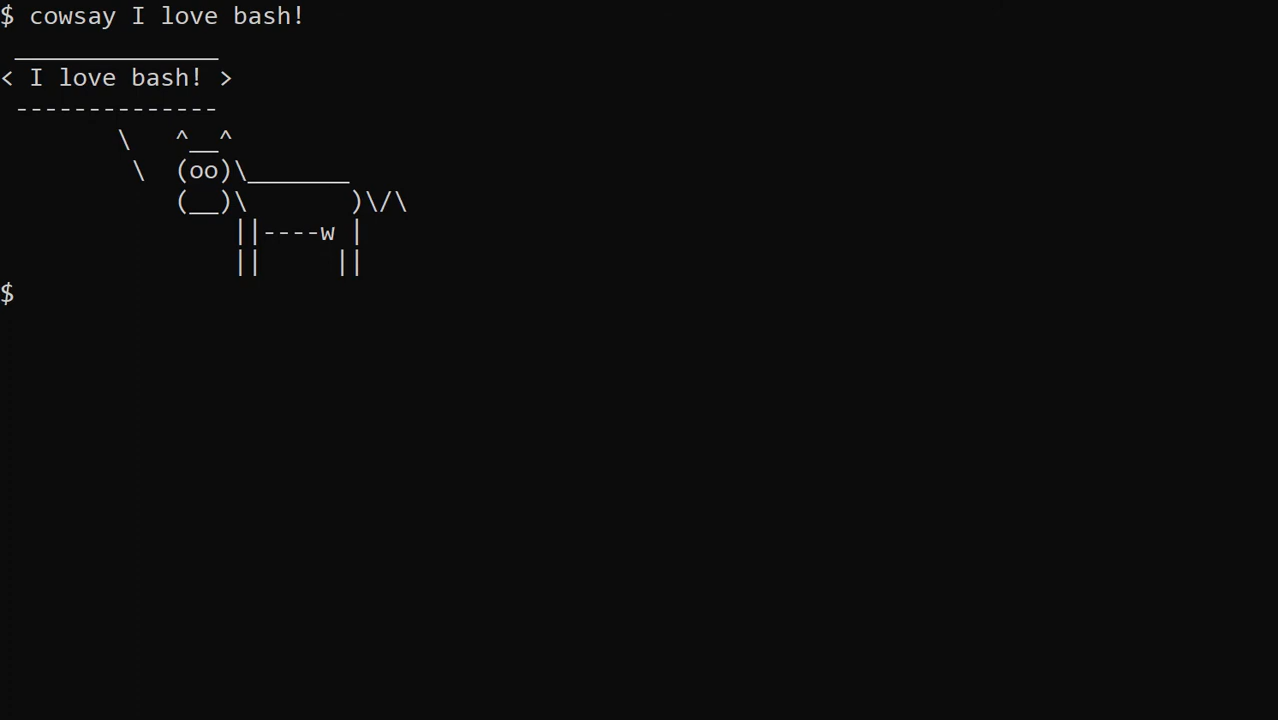 $ cowsay I love bash!
 ______________
< I love bash! >
 --------------
        \   ^__^
         \  (oo)\_______
            (__)\       )\/\
                ||----w |
                ||     ||
$